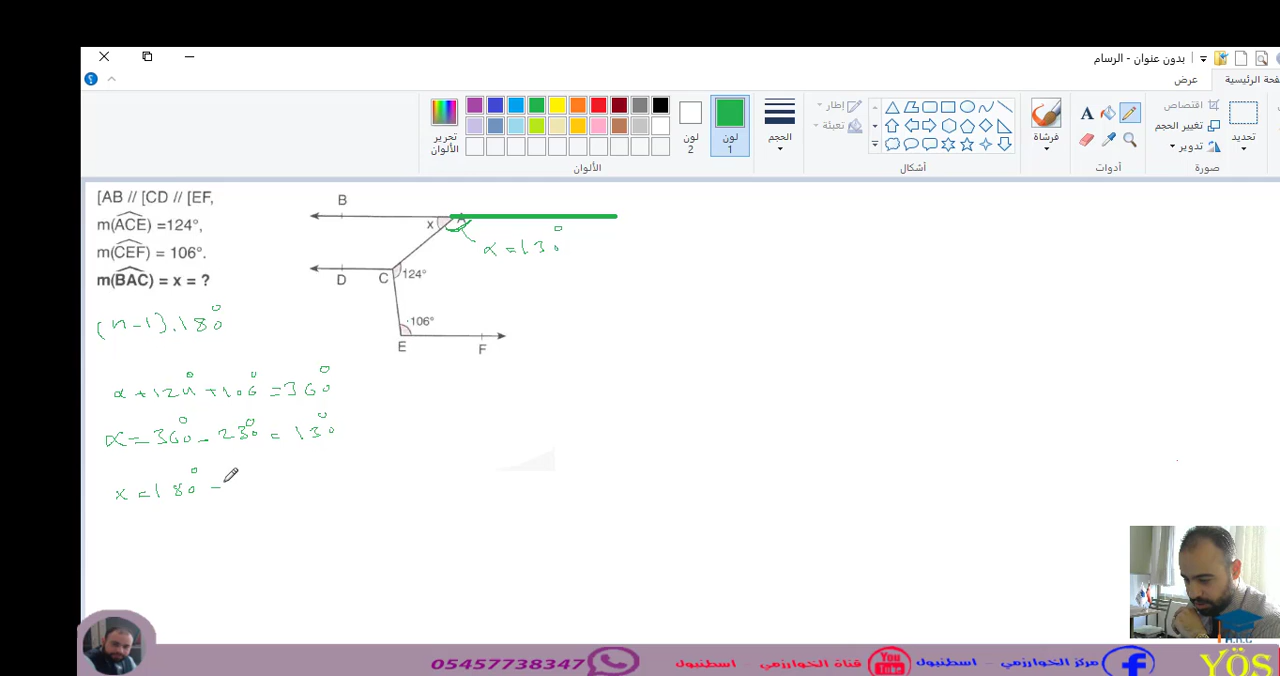 بدون عنوان - الرسام
الصفحة الرئيسية
عرض
تحرير
الألوان
لون
2
لون
1
الحجم
إطار
تعبئة
فرشاة
A
اقتصاص
تغيير الحجم
تدوير
تحديد
الألوان
أشكال
أدوات
صورة
[AB // [CD // [EF,
m(ACE) =124°,
m(CEF) = 106°.
m(BAC) = x = ?
B
x
A
α = 130°
D
C
124°
106°
E
F
(n-1).180°
α + 124° + 106° = 360°
α = 360 - 230° = 130°
x = 180° -
05457738347
قناة الخوارزمي - اسطنبول
You
Tube
مركز الخوارزمي - اسطنبول
f
YÖS